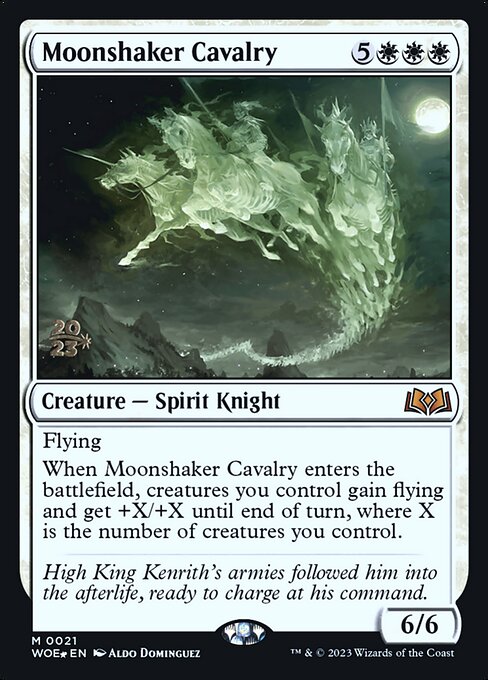 Moonshaker Cavalry 5
20
23
Creature — Spirit Knight
Flying
When Moonshaker Cavalry enters the
battlefield, creatures you control gain flying
and get +X/+X until end of turn, where X
is the number of creatures you control.
High King Kenrith's armies followed him into
the afterlife, ready to charge at his command.
6/6
M 0021
WOE★EN Aldo Dominguez
™ & © 2023 Wizards of the Coast